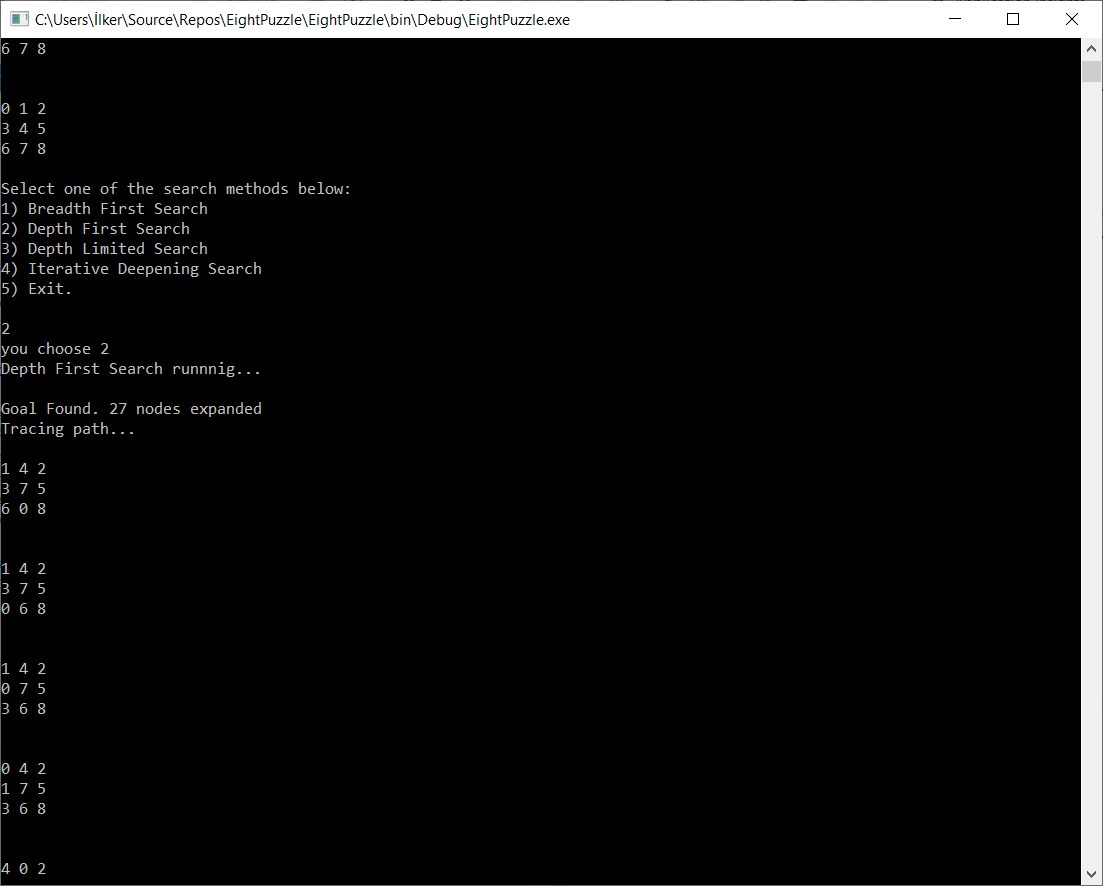 C:\Users\İlker\Source\Repos\EightPuzzle\EightPuzzle\bin\Debug\EightPuzzle.exe
6 7 8
0 1 2
3 4 5
6 7 8
Select one of the search methods below:
1) Breadth First Search
2) Depth First Search
3) Depth Limited Search
4) Iterative Deepening Search
5) Exit.
2
you choose 2
Depth First Search runnnig...
Goal Found. 27 nodes expanded
Tracing path...
1 4 2
3 7 5
6 0 8
1 4 2
3 7 5
0 6 8
1 4 2
0 7 5
3 6 8
0 4 2
1 7 5
3 6 8
4 0 2